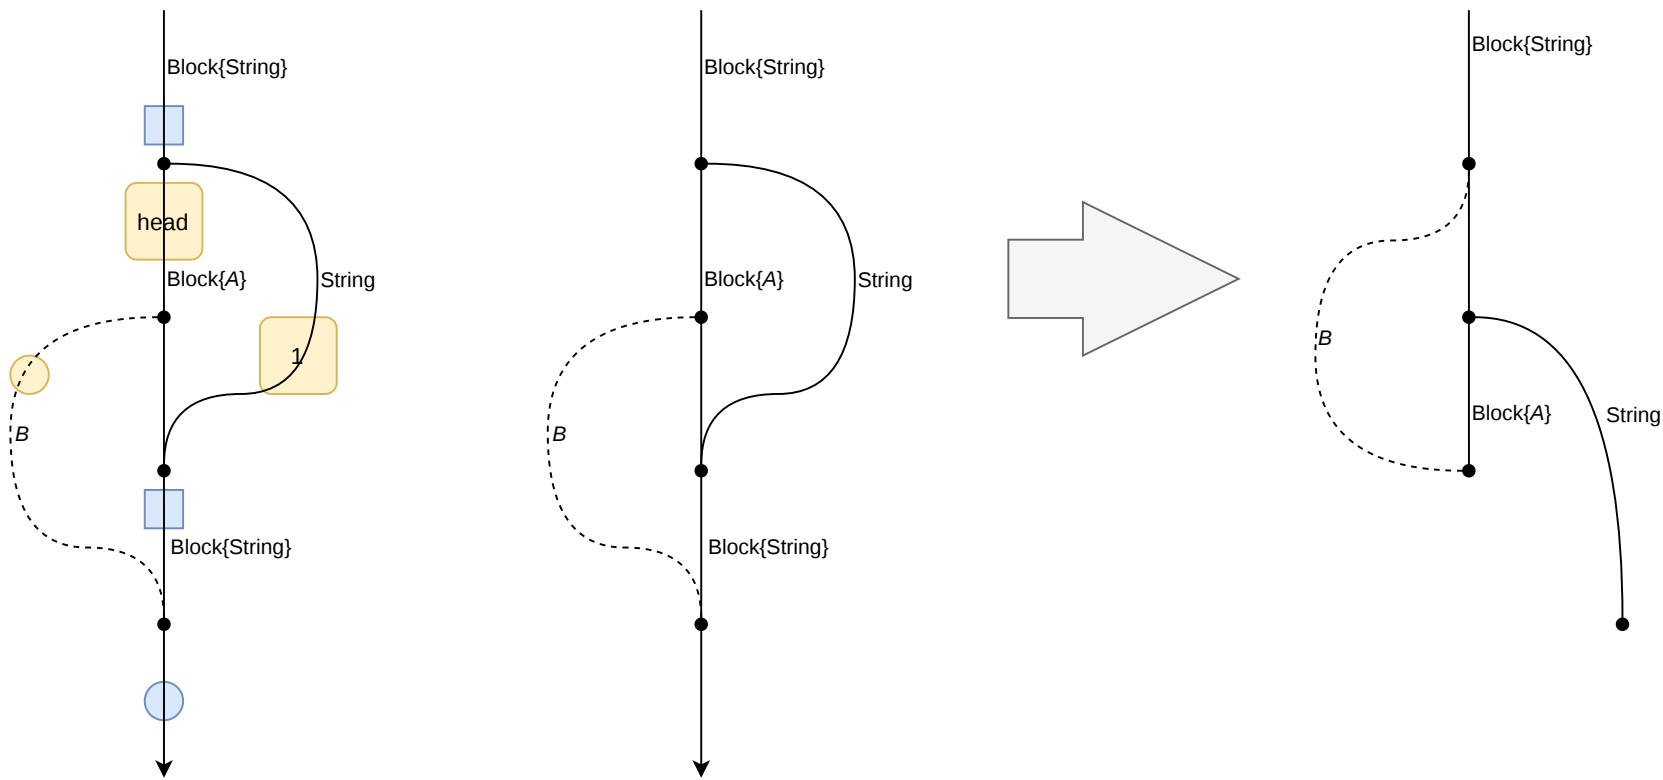 Block{String}
head
Block{A}
String
1
B
Block{String}
Block{String}
Block{A}
String
B
Block{String}
Block{String}
B
Block{A}
String